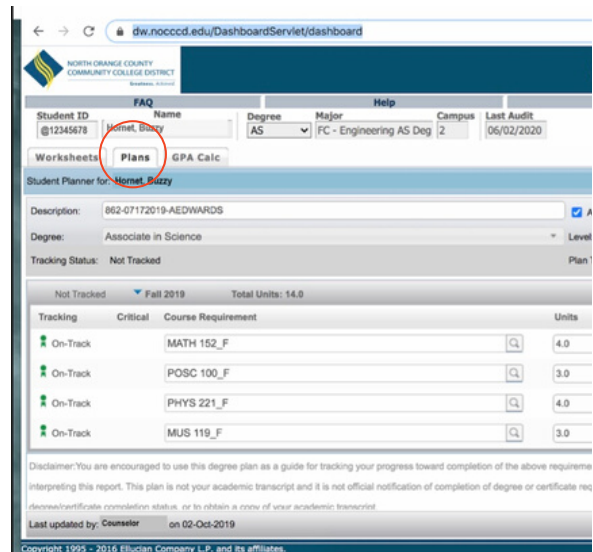 dw.nocccd.edu/DashboardServlet/dashboard
NORTH ORANGE COUNTY
COMMUNITY COLLEGE DISTRICT
FAQ Help
Student ID Name Degree Major Campus Last Audit
@12345678 Hornet, Buzzy AS FC - Engineering AS Deg 2 06/02/2020
Worksheets Plans GPA Calc
Student Planner for: Hornet, Buzzy
Description: 862-07172019-AEDWARDS A
Degree: Associate in Science Level
Tracking Status: Not Tracked Plan T
Not Tracked Fall 2019 Total Units: 14.0
Tracking Critical Course Requirement Units
On-Track MATH 152_F 4.0
On-Track POSC 100_F 3.0
On-Track PHYS 221_F 4.0
On-Track MUS 119_F 3.0
Disclaimer:You are encouraged to use this degree plan as a guide for tracking your progress toward completion of the above requireme
interpreting this report. This plan is not your academic transcript and it is not official notification of completion of degree or certificate req
degree/certificate completion status, or to obtain a copy of your academic transcript.
Last updated by: Counselor on 02-Oct-2019
Copyright 1995 - 2016 Ellucian Company L.P. and its affiliates.